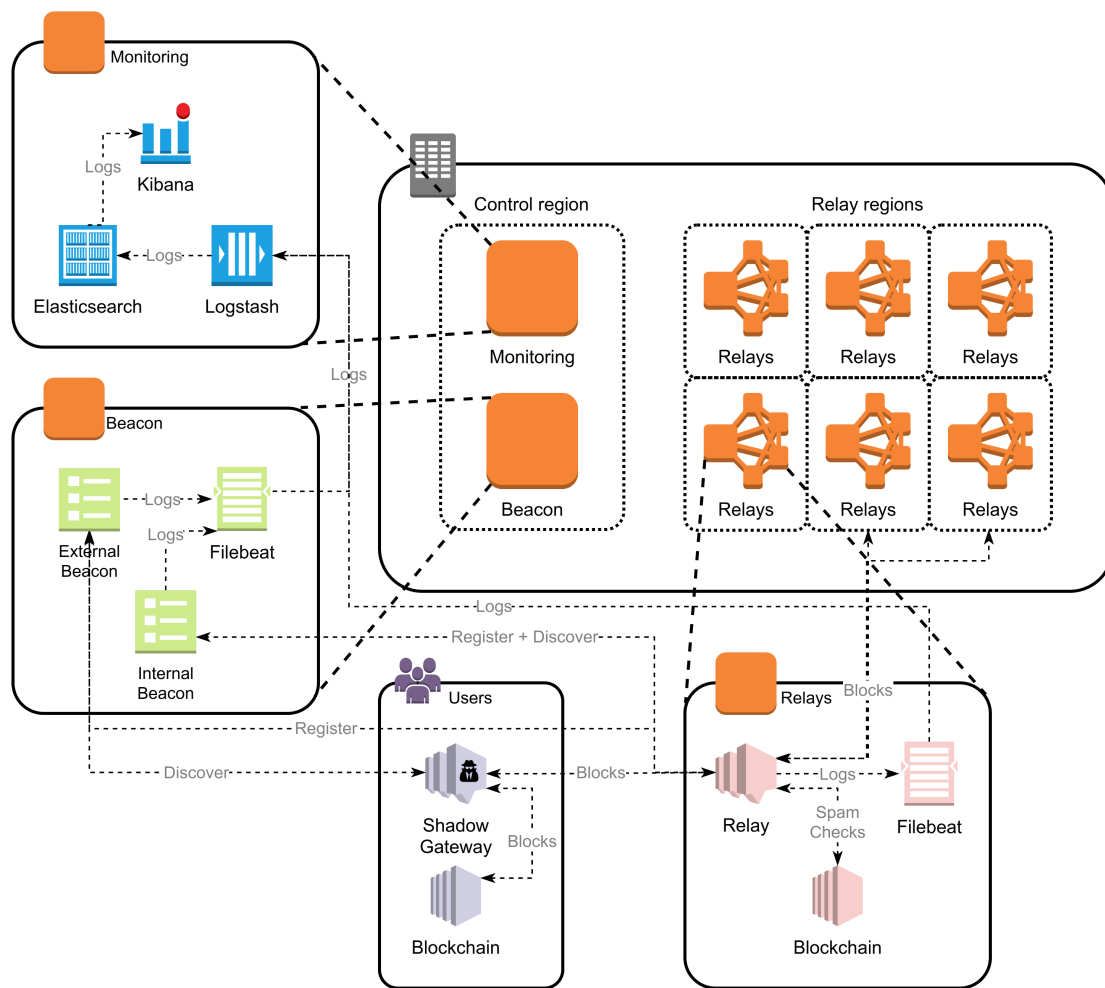 Monitoring
Logs
Kibana
Logs
Elasticsearch
Logstash
Control region
Relay regions
Monitoring
Relays
Relays
Relays
Beacon
Relays
Relays
Relays
Logs
Beacon
Logs
Logs
External
Beacon
Filebeat
Internal
Beacon
Logs
Register + Discover
Register
Discover
Users
Shadow
Gateway
Blocks
Blockchain
Blocks
Relays
Blocks
Relay
Logs
Filebeat
Spam
Checks
Blockchain